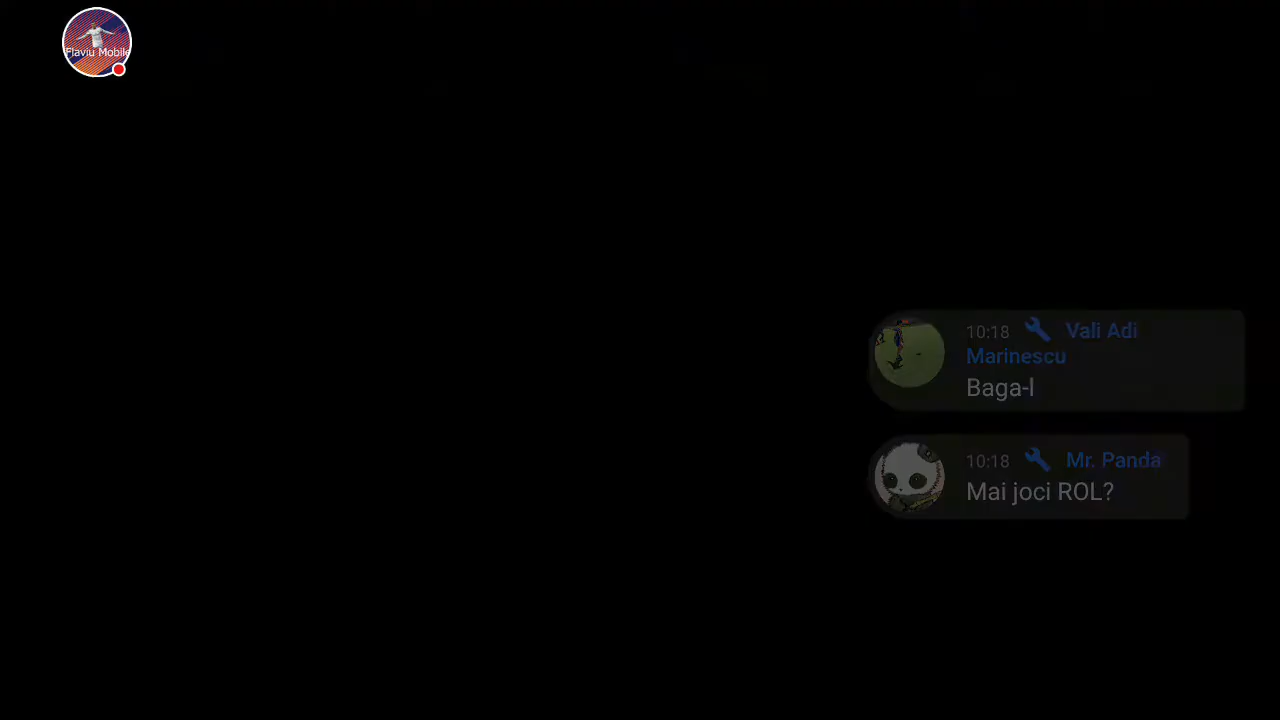 Flaviu Mobile
10:18 Vali Adi
Marinescu
Baga-l
10:18 Mr. Panda
Mai joci ROL?